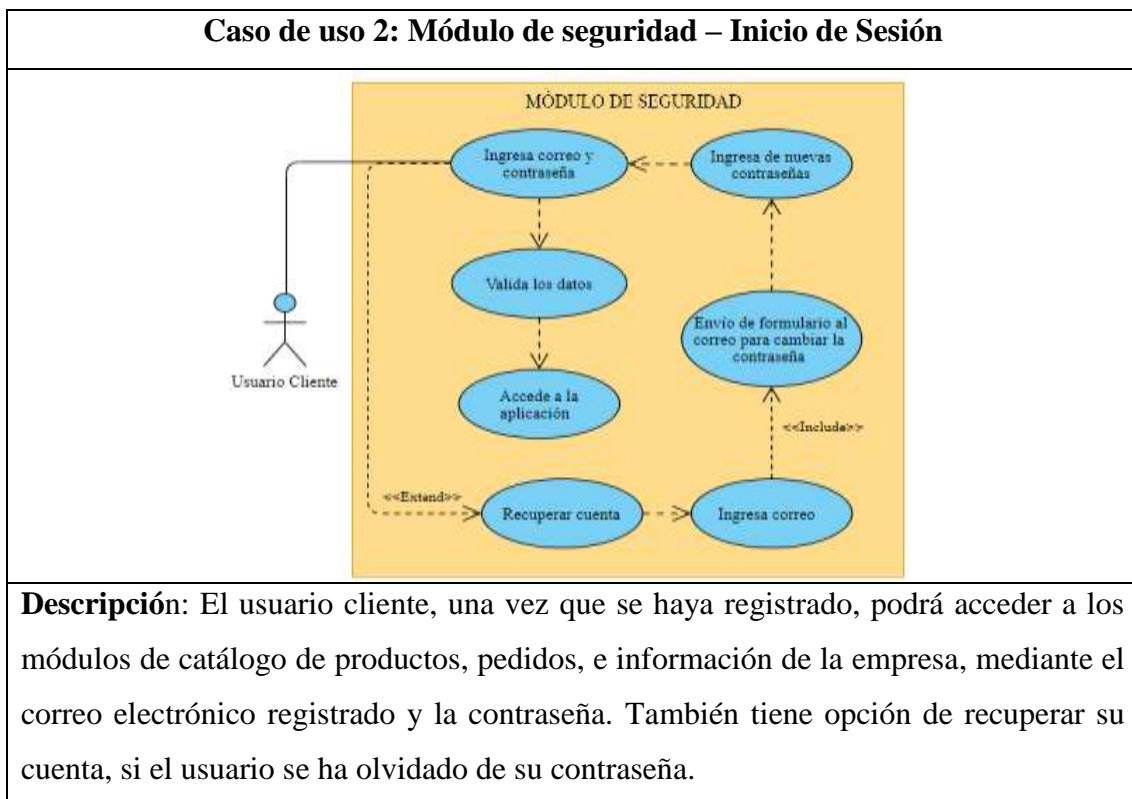 Caso de uso 2: Módulo de seguridad – Inicio de Sesión
MÒDULO DE SEGURIDAD
Ingresa correo y
contraseña
Ingresa de nuevas
contraseñas
Valida los datos
Envío de formulario al
correo para cambiar la
contraseña
Usuario Cliente
Accede a la
aplicación
<<Include>>
<<Extand>>
Recuperar cuenta
Ingresa correo
Descripción: El usuario cliente, una vez que se haya registrado, podrá acceder a los
módulos de catálogo de productos, pedidos, e información de la empresa, mediante el
correo electrónico registrado y la contraseña. También tiene opción de recuperar su
cuenta, si el usuario se ha olvidado de su contraseña.